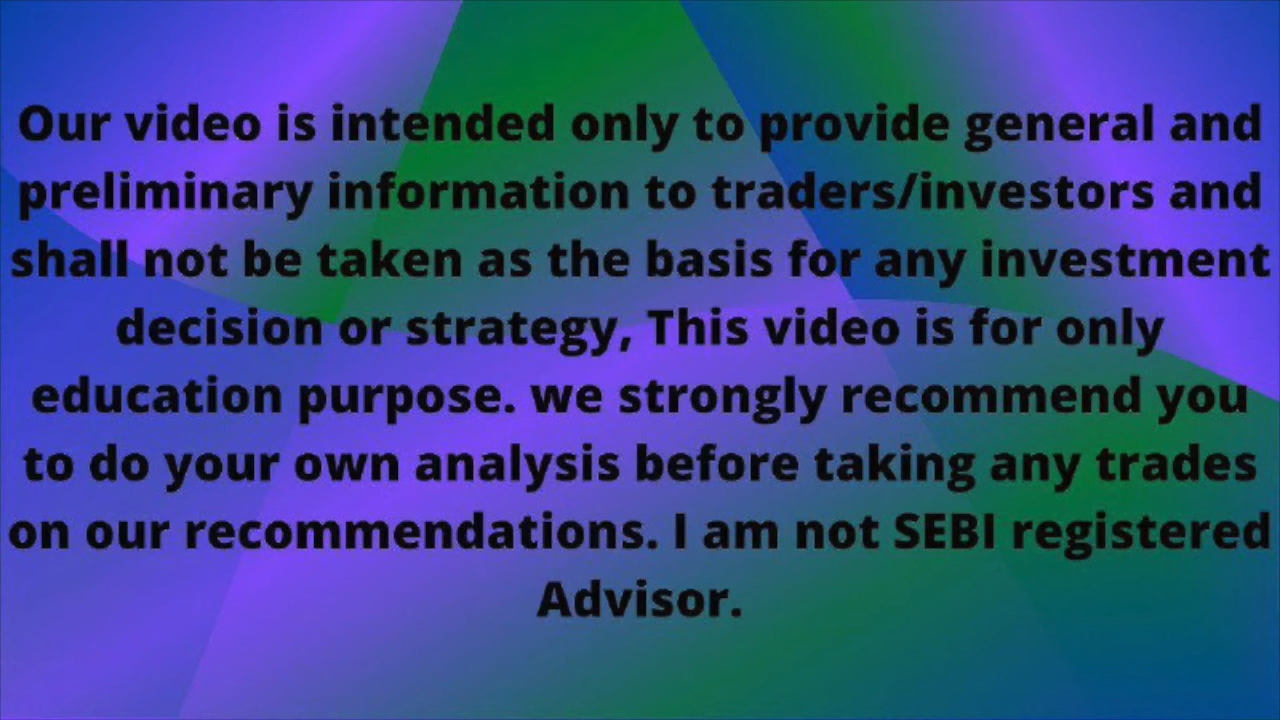 Our video is intended only to provide general and
preliminary information to traders/investors and
shall not be taken as the basis for any investment
decision or strategy, This video is for only
education purpose. we strongly recommend you
to do your own analysis before taking any trades
on our recommendations. I am not SEBI registered
Advisor.